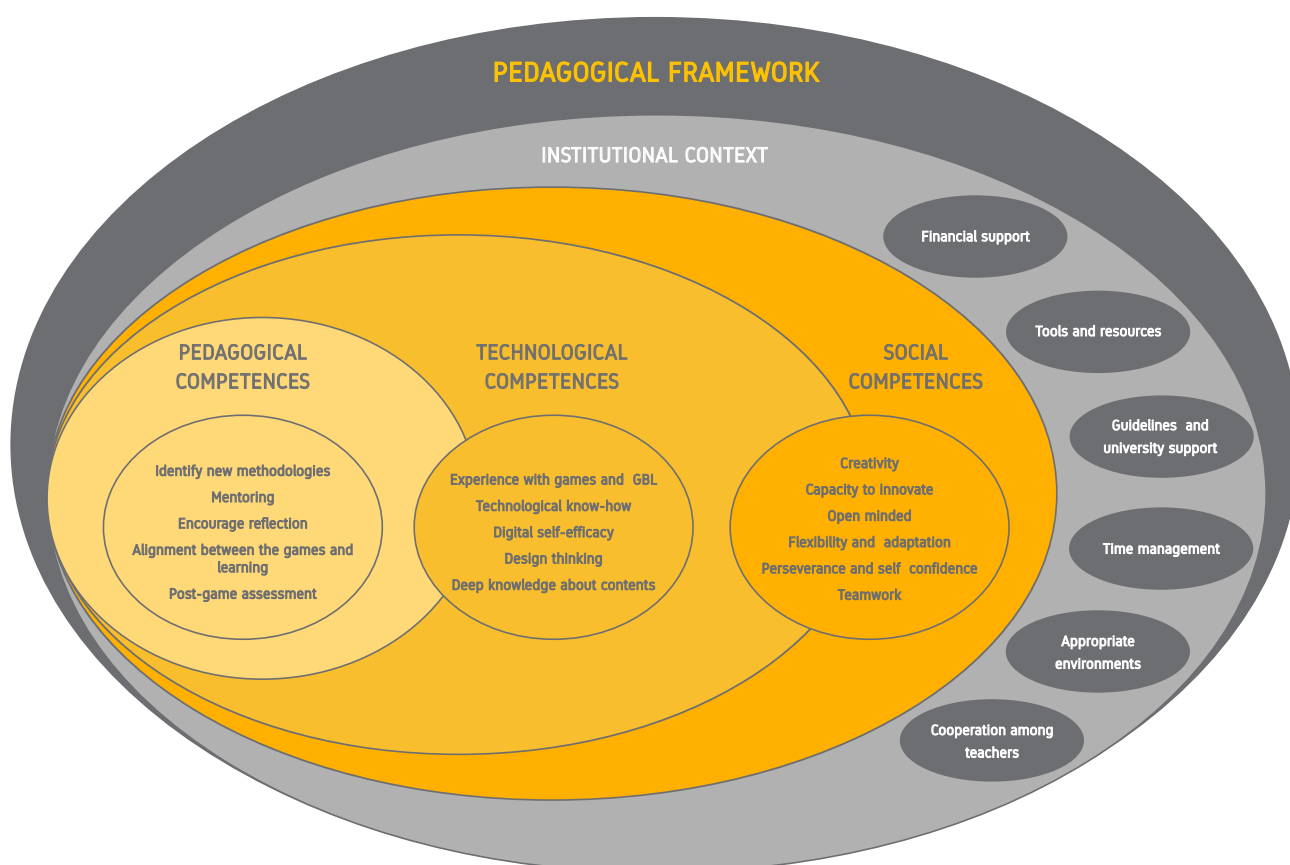 PEDAGOGICAL FRAMEWORK
INSTITUTIONAL CONTEXT
PEDAGOGICAL
COMPETENCES
Identify new methodologies
Mentoring
Encourage reflection
Alignment between the games and
learning
Post-game assessment
TECHNOLOGICAL
COMPETENCES
Experience with games and GBL
Technological know-how
Digital self-efficacy
Design thinking
Deep knowledge about contents
SOCIAL
COMPETENCES
Creativity
Capacity to innovate
Open minded
Flexibility and adaptation
Perseverance and self confidence
Teamwork
Financial support
Tools and resources
Guidelines and
university support
Time management
Appropriate
environments
Cooperation among
teachers